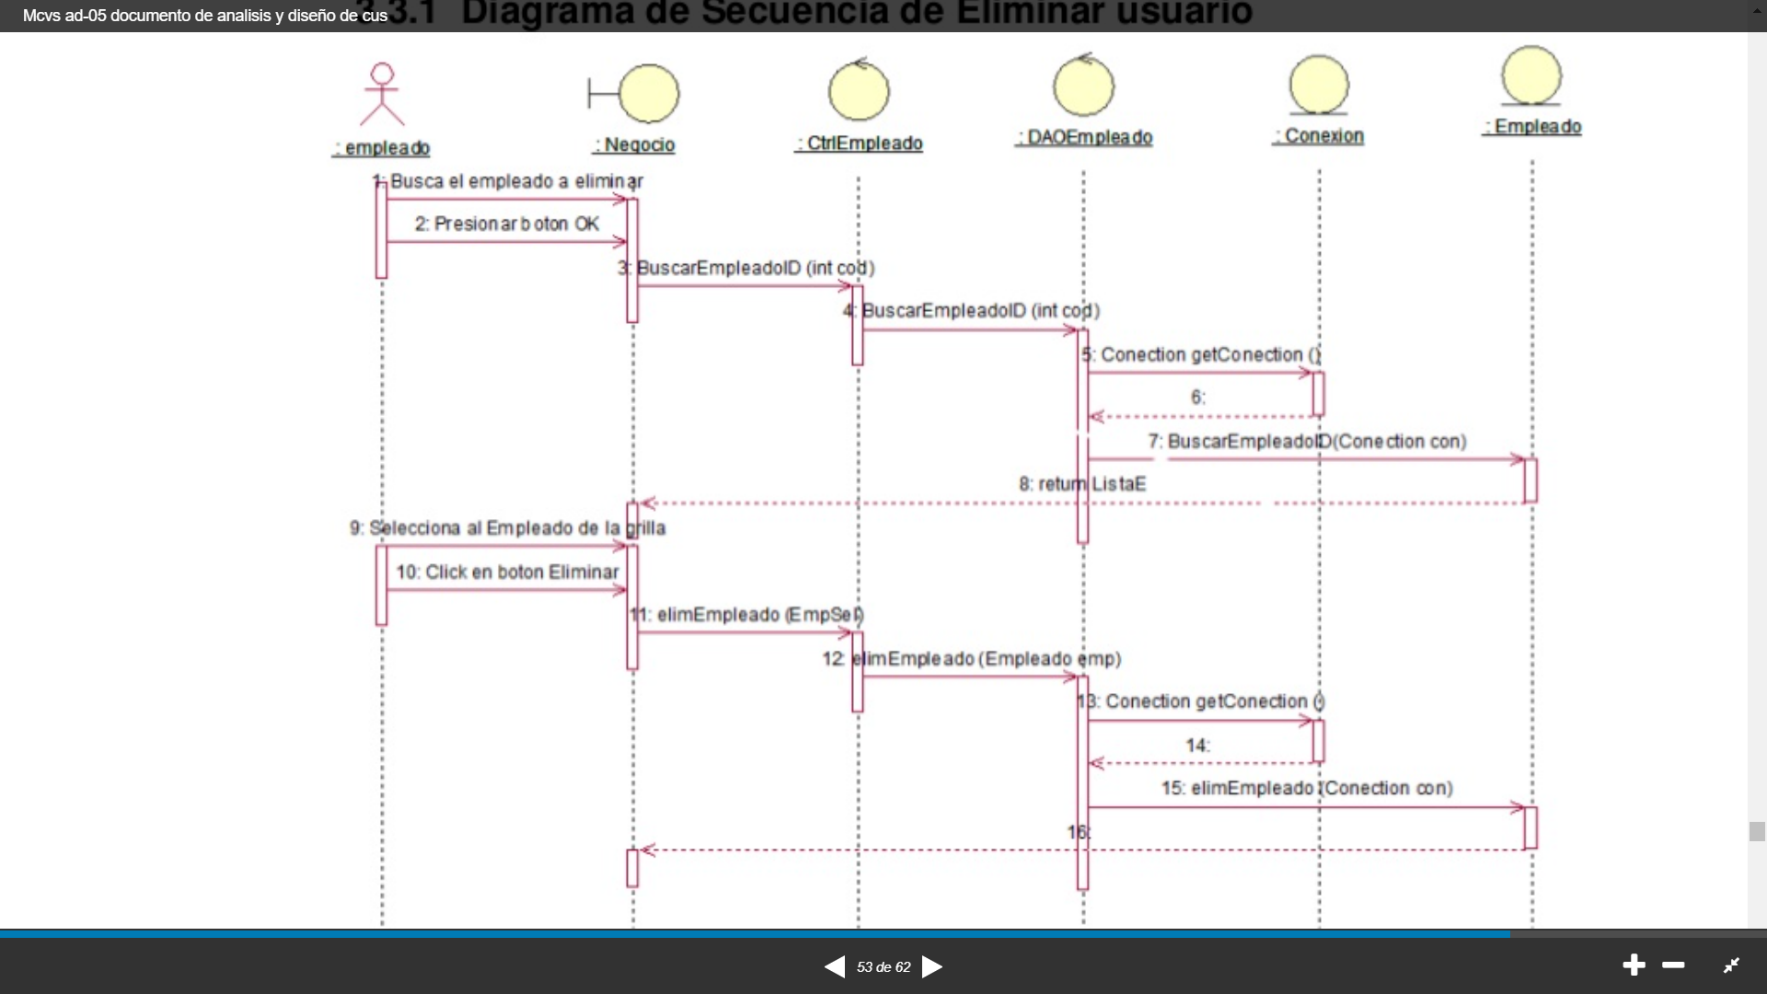 Mcvs ad-05 documento de analisis y diseño de cus
3.3.1 Diagrama de Secuencia de Eliminar usuario
: empleado
: Negocio
: CtrlEmpleado
: DAOEmpleado
: Conexion
: Empleado
1: Busca el empleado a eliminar
2: Presionar boton OK
3: BuscarEmpleadoID (int cod)
4: BuscarEmpleadoID (int cod)
5: Conection getConection ()
6:
7: BuscarEmpleadoID(Conection con)
8: return ListaE
9: Selecciona al Empleado de la grilla
10: Click en boton Eliminar
11: elimEmpleado (EmpSel)
12: elimEmpleado (Empleado emp)
13: Conection getConection ()
14:
15: elimEmpleado (Conection con)
16:
53 de 62